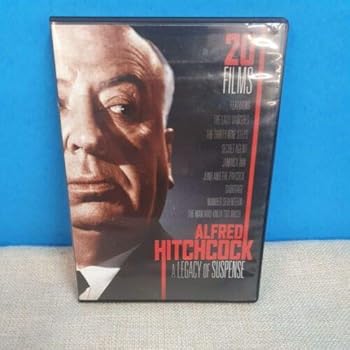 20
FILMS
FEATURING
THE LADY VANISHES
THE THIRTY NINE STEPS
SECRET AGENT
JAMAICA INN
JUNO AND THE PAYCOCK
SABOTAGE
NUMBER SEVENTEEN
THE MAN WHO KNEW TOO MUCH
ALFRED
HITCHCOCK
A LEGACY OF SUSPENSE